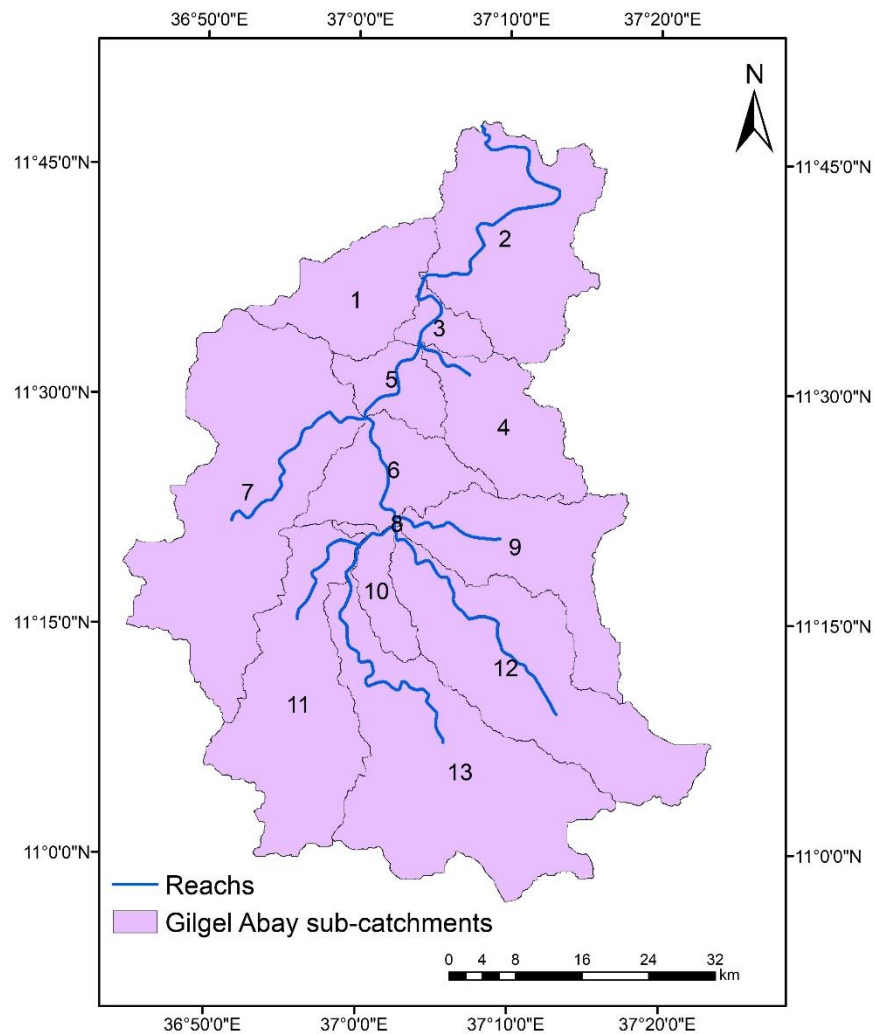 36°50'0"E 37°0'0"E 37°10'0"E 37°20'0"E
N
11°45'0"N 11°45'0"N
2
1
3
11°30'0"N 11°30'0"N
5
4
6
7
8
9
10
11°15'0"N 11°15'0"N
12
11
13
11°0'0"N 11°0'0"N
Reachs
Gilgel Abay sub-catchments
0 4 8 16 24 32
km
36°50'0"E 37°0'0"E 37°10'0"E 37°20'0"E